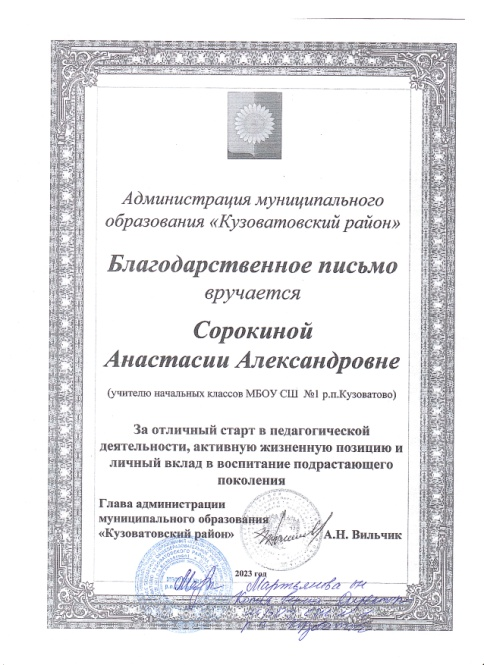 Администрация муниципального
образования «Кузоватовский район»
Благодарственное письмо
вручается
Сорокиной
Анастасии Александровне
(учителю начальных классов МБОУ СШ №1 р.п.Кузоватово)
За отличный старт в педагогической
деятельности, активную жизненную позицию и
личный вклад в воспитание подрастающего
поколения
Глава администрации
муниципального образования
«Кузоватовский район» А.Н. Вильчик
2023 год